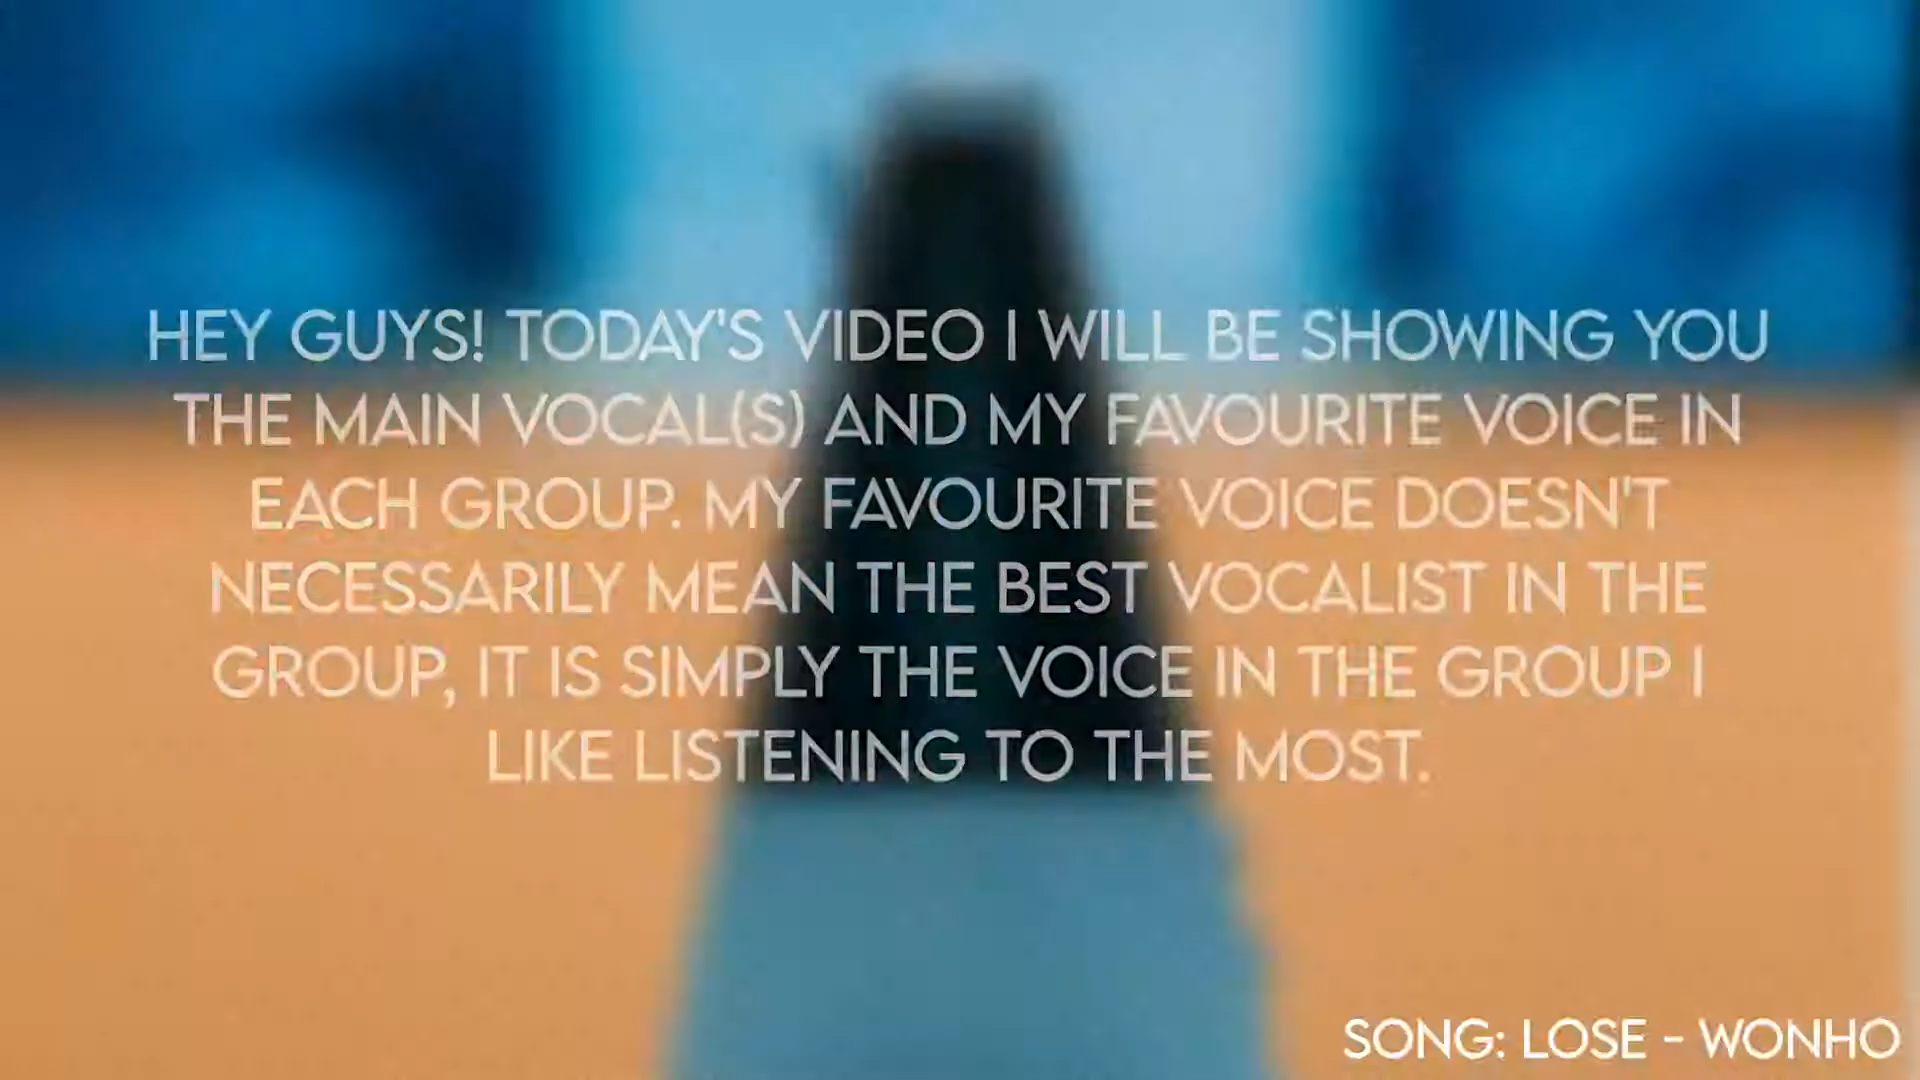 HEY GUYS! TODAY'S VIDEO I WILL BE SHOWING YOU
THE MAIN VOCAL(S) AND MY FAVOURITE VOICE IN
EACH GROUP. MY FAVOURITE VOICE DOESN'T
NECESSARILY MEAN THE BEST VOCALIST IN THE
GROUP, IT IS SIMPLY THE VOICE IN THE GROUP I
LIKE LISTENING TO THE MOST.
SONG: LOSE - WONHO